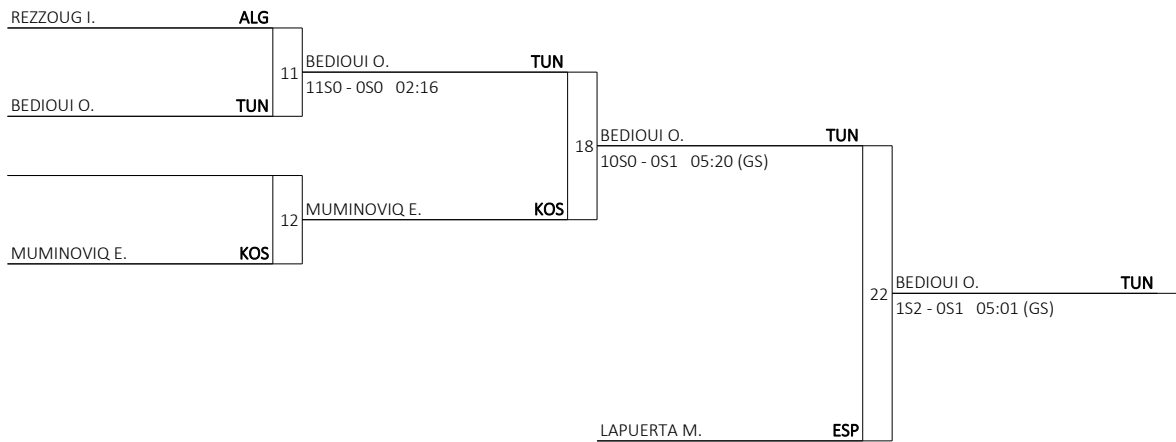 REZZOUG I. ALG
11
BEDIOUI O. TUN
BEDIOUI O. TUN
11S0 - 0S0 02:16
12
MUMINOVIQ E. KOS
18
MUMINOVIQ E. KOS
BEDIOUI O. TUN
10S0 - 0S1 05:20 (GS)
22
LAPUERTA M. ESP
BEDIOUI O. TUN
1S2 - 0S1 05:01 (GS)